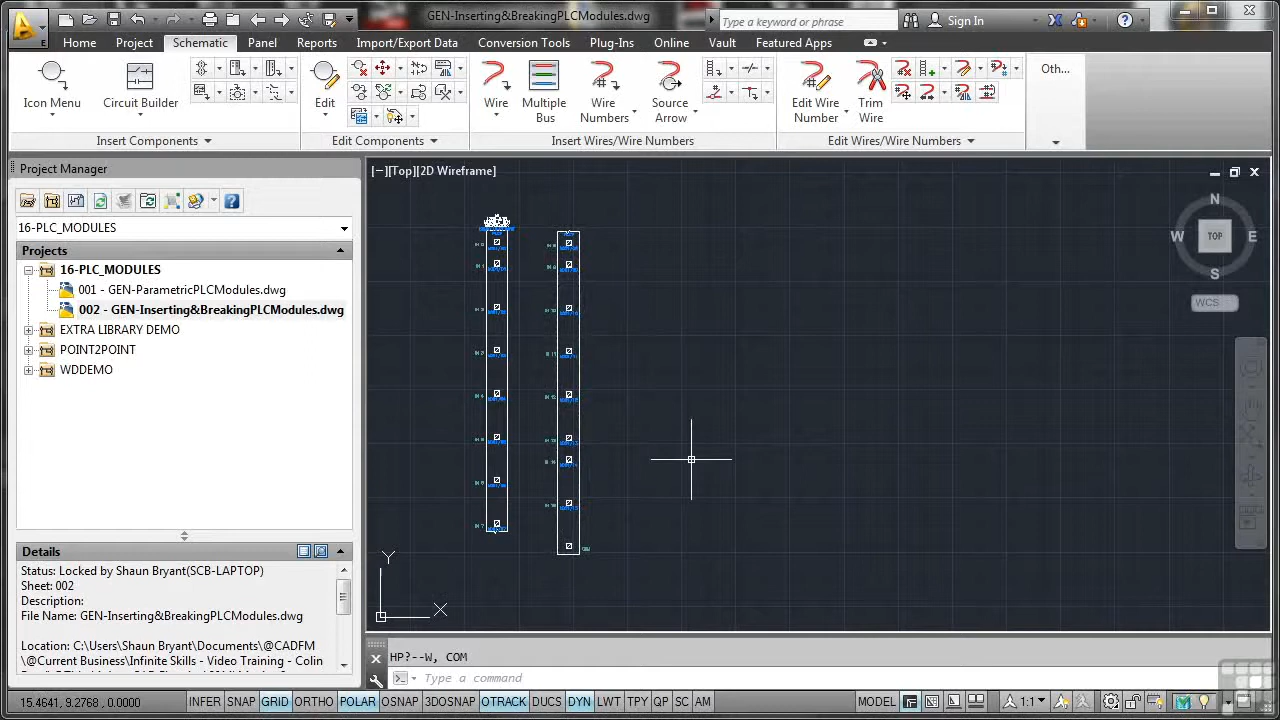 GEN-Inserting&BreakingPLCModules.dwg
Type a keyword or phrase
Sign In
E
Home Project Schematic Panel Reports Import/Export Data Conversion Tools Plug-Ins Online Vault Featured Apps
Icon Menu
Circuit Builder
Edit
Wire
Multiple Bus
Wire Numbers
Source Arrow
Edit Wire Number
Trim Wire
Oth...
Insert Components
Edit Components
Insert Wires/Wire Numbers
Edit Wires/Wire Numbers
Project Manager
16-PLC_MODULES
Projects
16-PLC_MODULES
001 - GEN-ParametricPLCModules.dwg
002 - GEN-Inserting&BreakingPLCModules.dwg
EXTRA LIBRARY DEMO
POINT2POINT
WDDEMO
Details
Status: Locked by Shaun Bryant(SCB-LAPTOP)
Sheet: 002
Description:
File Name: GEN-Inserting&BreakingPLCModules.dwg
Location: C:\Users\Shaun Bryant\Documents\@CADFM
\@Current Business\Infinite Skills - Video Training - Colin
[−][Top][2D Wireframe]
N
W TOP E
S
WCS
Y
X
HP?--W, COM
Type a command
15.4641, 9.2768 , 0.0000 INFER SNAP GRID ORTHO POLAR OSNAP 3DOSNAP OTRACK DUCS DYN LWT TPY QP SC AM MODEL 1:1